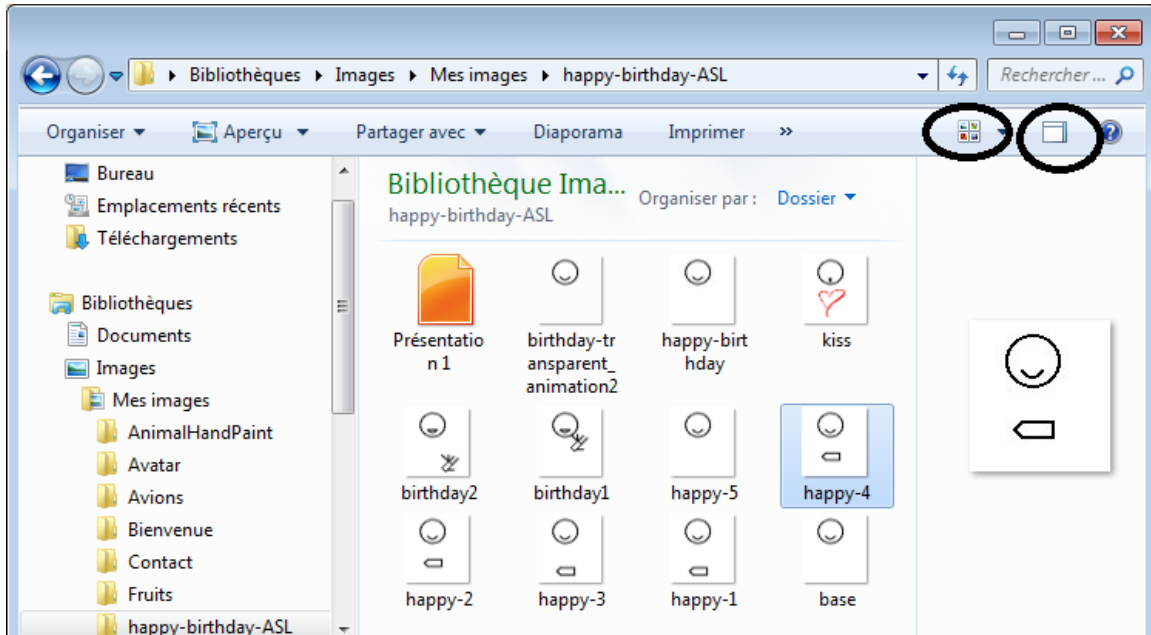 Bibliothèques Images Mes images happy-birthday-ASL
Rechercher ...
Organiser Aperçu Partager avec Diaporama Imprimer »
Bureau
Emplacements récents
Téléchargements
Bibliothèques
Documents
Images
Mes images
AnimalHandPaint
Avatar
Avions
Bienvenue
Contact
Fruits
happy-birthday-ASL
Bibliothèque Ima...
happy-birthday-ASL
Organiser par : Dossier
Présentatio
n1
birthday-tr
ansparent_
animation2
happy-birt
hday
kiss
birthday2
birthday1
happy-5
happy-4
happy-2
happy-3
happy-1
base